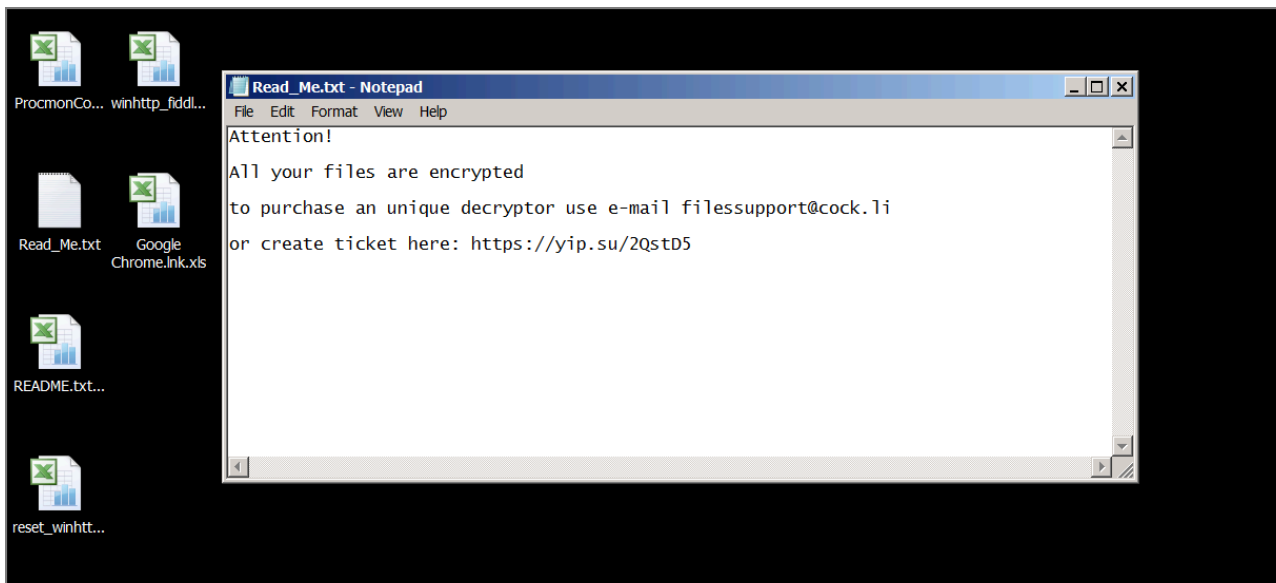 ProcmonCo... winhttp_fiddl...
Read_Me.txt - Notepad
File Edit Format View Help
Attention!
All your files are encrypted
to purchase an unique decryptor use e-mail filessupport@cock.li
or create ticket here: https://yip.su/2QstD5
Read_Me.txt
Google
Chrome.lnk.xls
README.txt...
reset_winhtt...